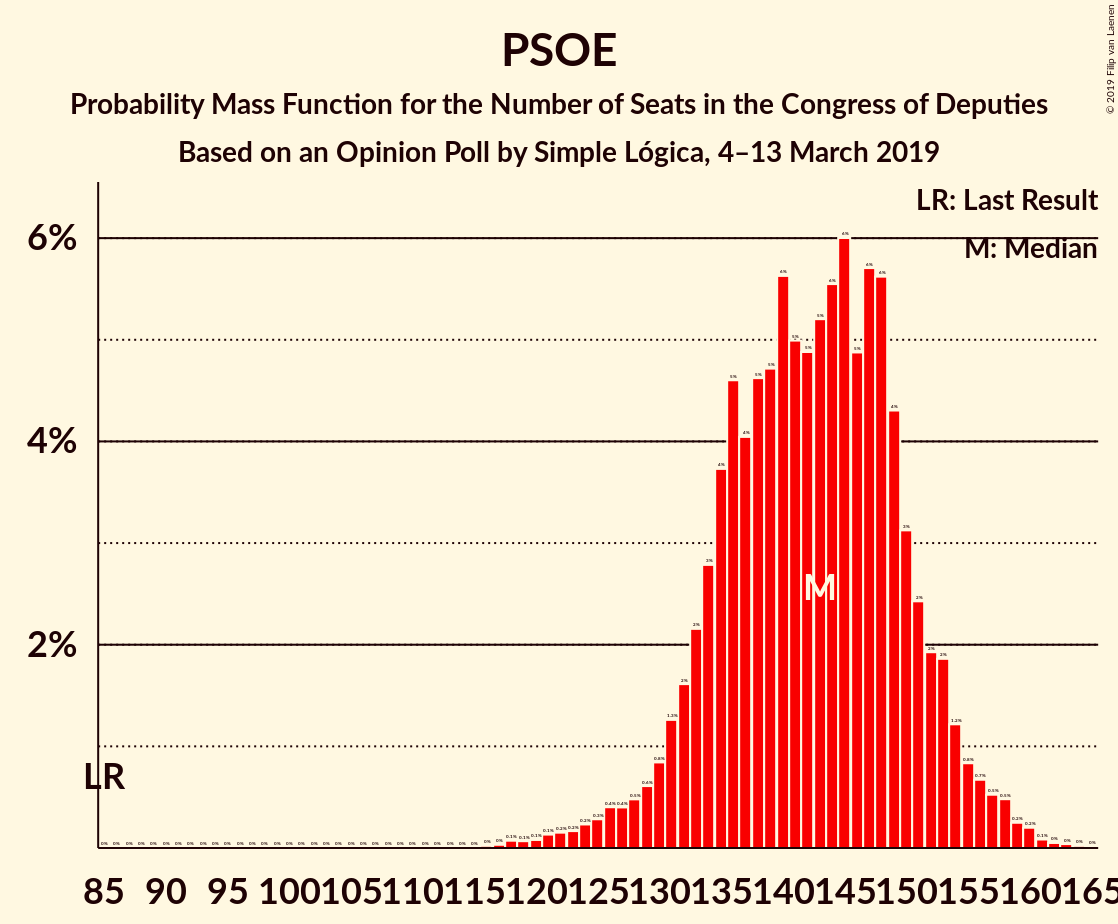 PSOE
Probability Mass Function for the Number of Seats in the Congress of Deputies
Based on an Opinion Poll by Simple Lógica, 4–13 March 2019
© 2019 Filip van Laenen
LR: Last Result
M: Median
6%
4%
2%
LR
M
85 90 95 100 105 110 115 120 125 130 135 140 145 150 155 160 165